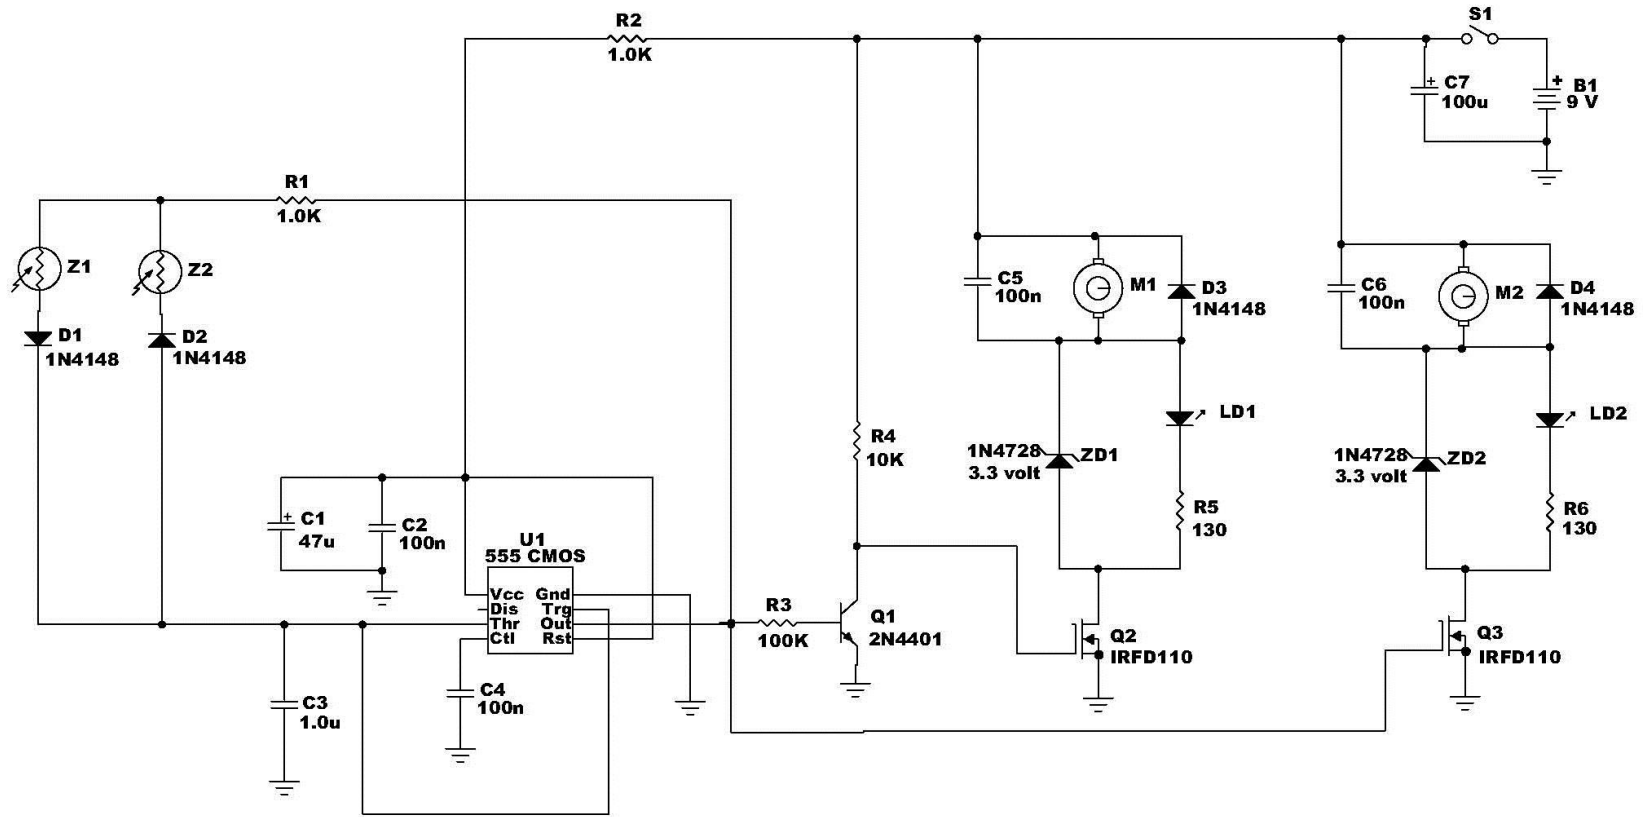 R2
1.0K
S1
C7
100u
B1
9 V
+
+
R1
1.0K
Z1
Z2
D1
1N4148
D2
1N4148
C5
100n
M1
D3
1N4148
C6
100n
M2
D4
1N4148
R4
10K
LD1
1N4728
3.3 volt
ZD1
R5
130
LD2
1N4728
3.3 volt
ZD2
R6
130
+
C1
47u
C2
100n
U1
555 CMOS
Vcc Gnd
Dis Trg
Thr Out
Ctl Rst
R3
100K
Q1
2N4401
Q2
IRFD110
Q3
IRFD110
C3
1.0u
C4
100n